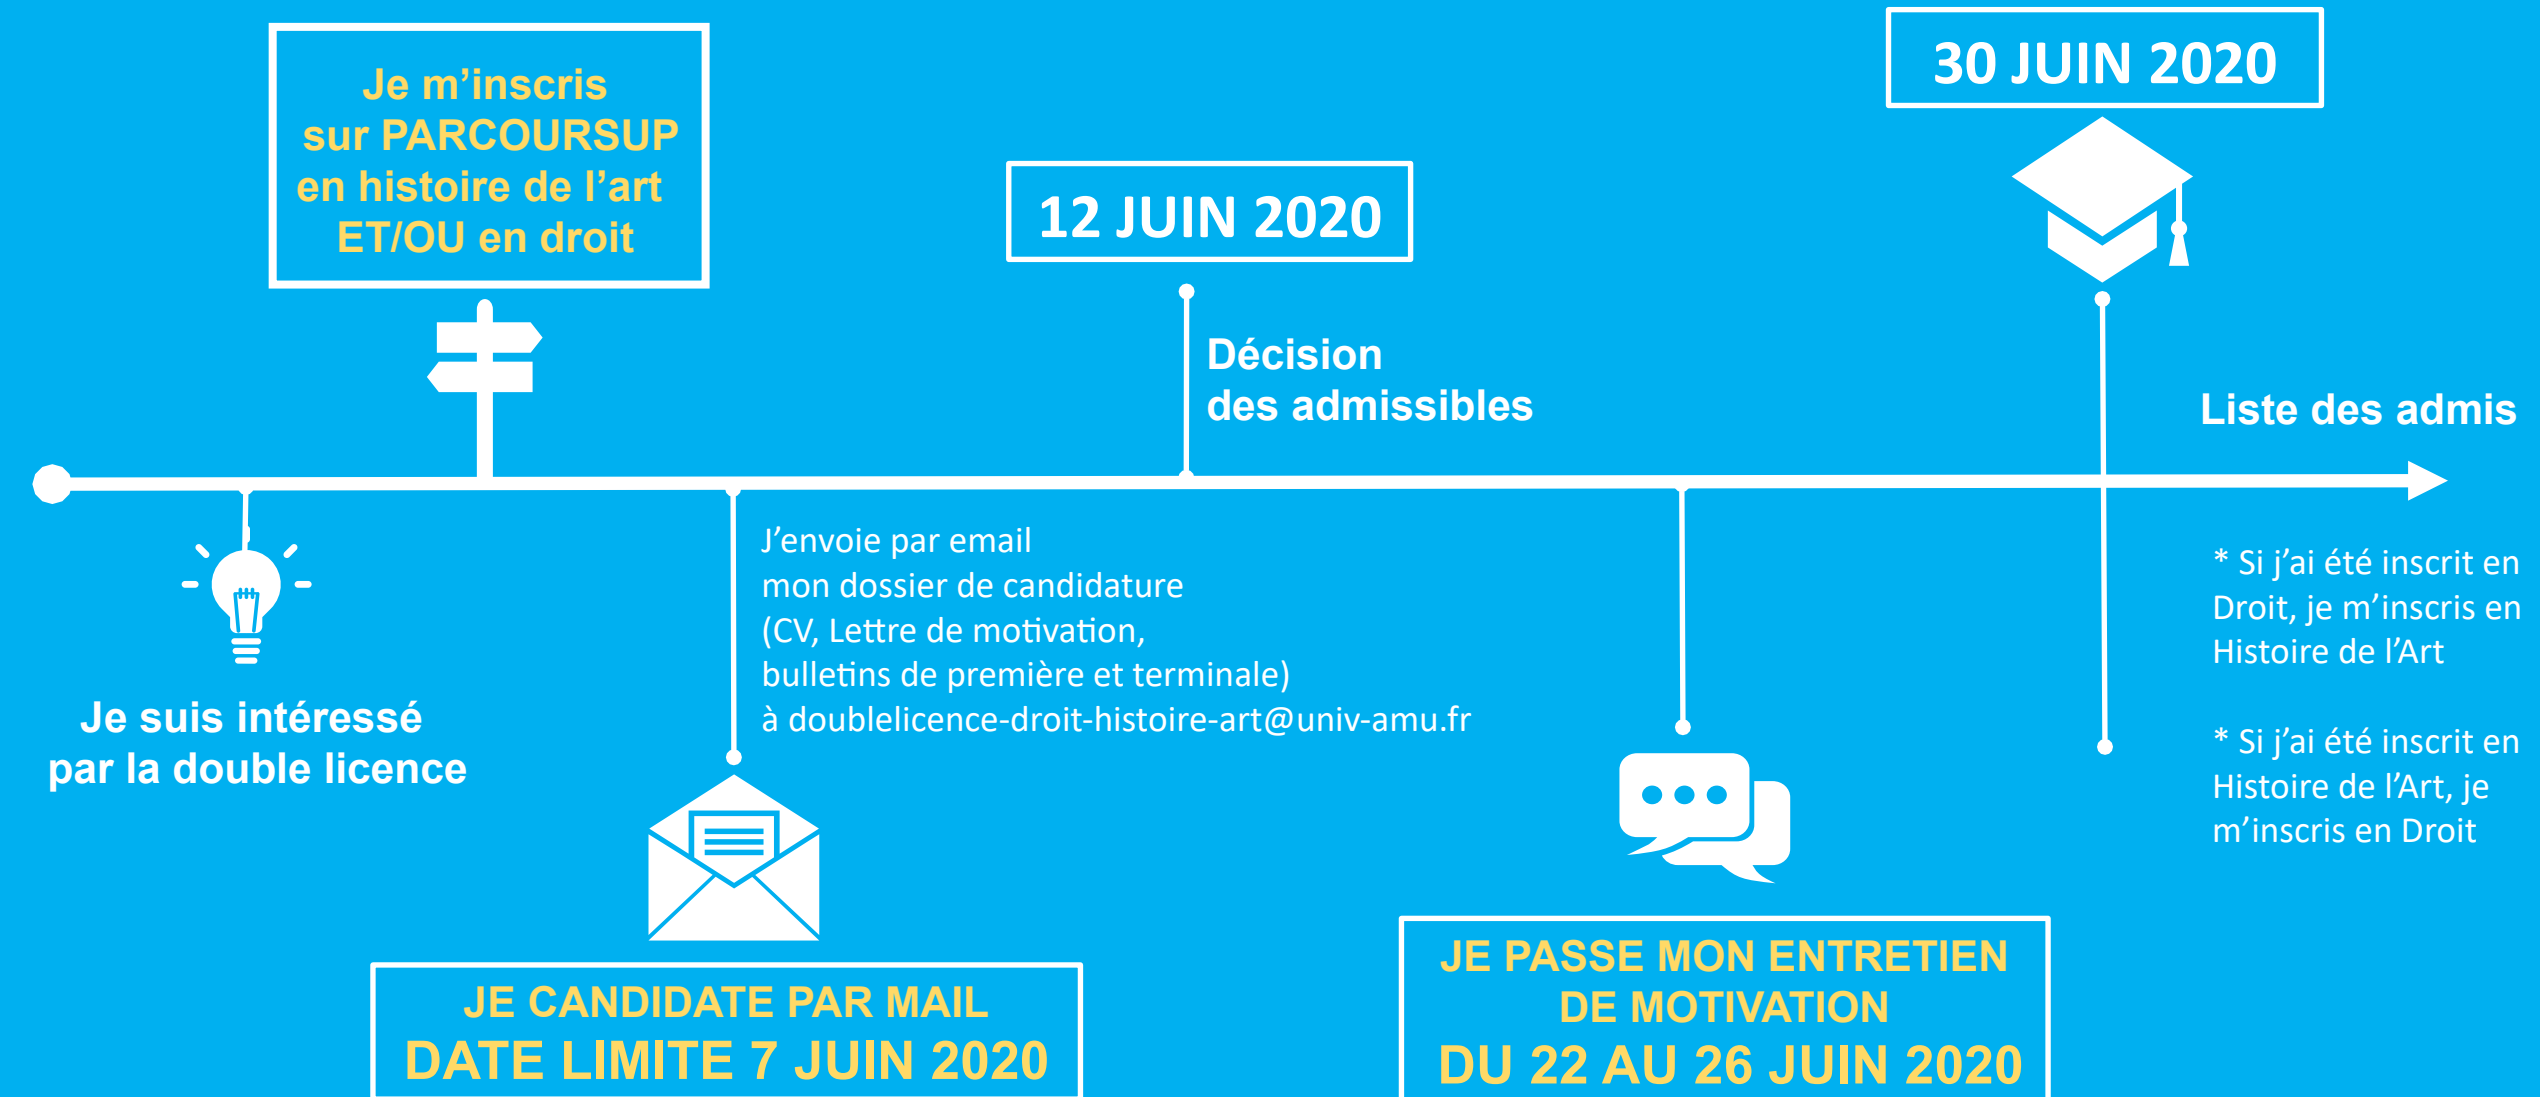 Je m’inscris
sur PARCOURSUP
en histoire de l’art
ET/OU en droit
Je suis intéressé
par la double licence
J’envoie par email
mon dossier de candidature
(CV, Lettre de motivation,
bulletins de première et terminale)
à doublelicence-droit-histoire-art@univ-amu.fr
JE CANDIDATE PAR MAIL
DATE LIMITE 7 JUIN 2020
12 JUIN 2020
Décision
des admissibles
JE PASSE MON ENTRETIEN
DE MOTIVATION
DU 22 AU 26 JUIN 2020
30 JUIN 2020
Liste des admis
* Si j’ai été inscrit en
Droit, je m’inscris en
Histoire de l’Art
* Si j’ai été inscrit en
Histoire de l’Art, je
m’inscris en Droit